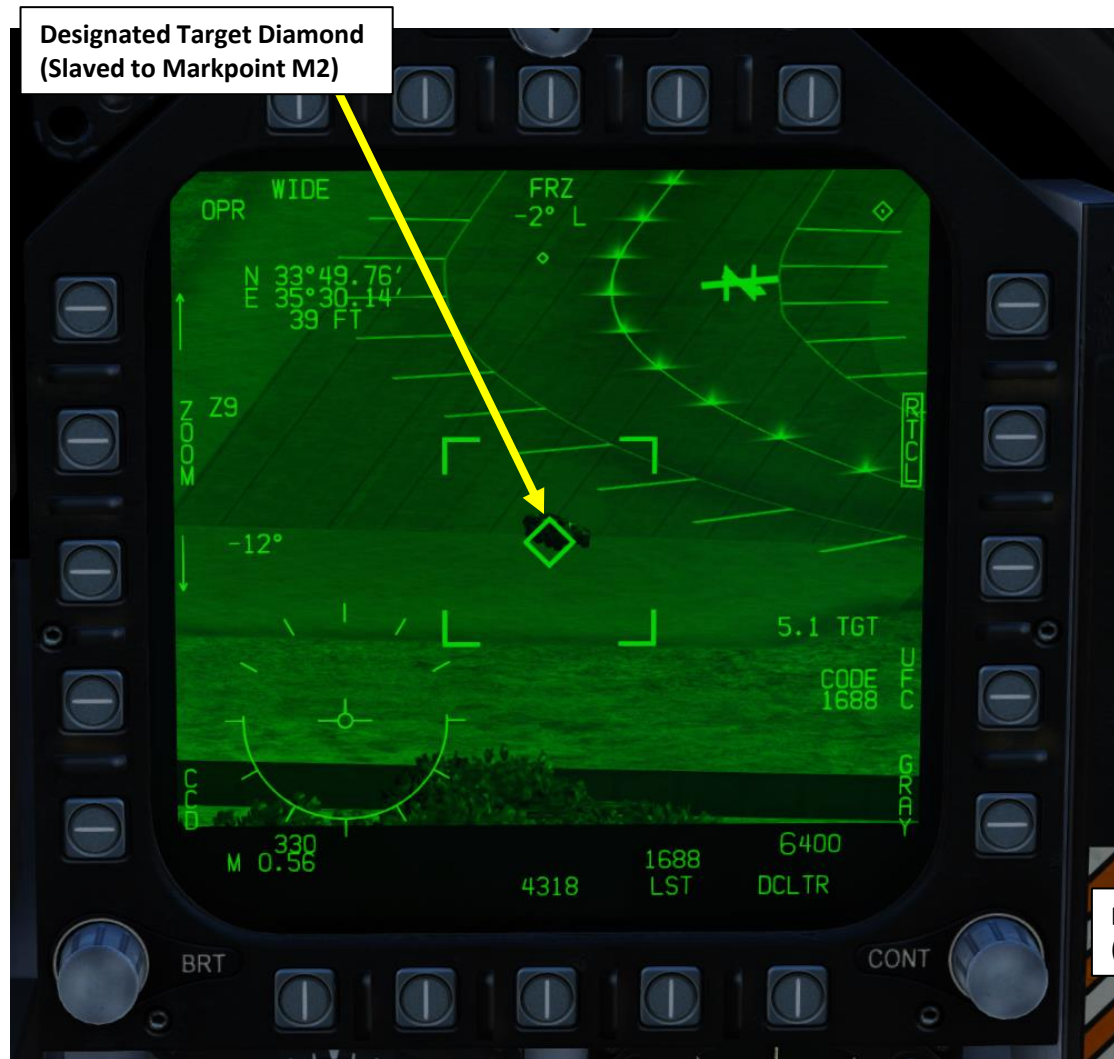 Designated Target Diamond
(Slaved to Markpoint M2)
WIDE
FRZ
OPR
-2° L
N 33°49.76′
E 35°30.14′
39 FT
Z9
ZOOM
RTCL
-12°
5.1 TGT
UFC
CODE
1688
GRAY
CCD
330
M 0.56
6400
1688
4318
LST
DCLTR
BRT
CONT